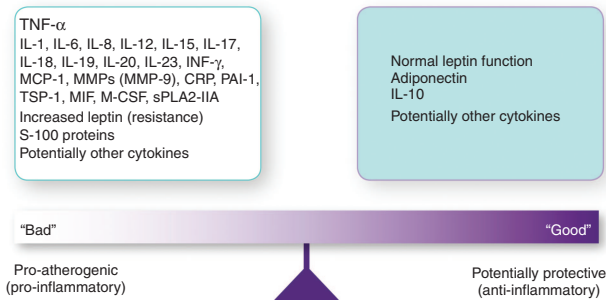 TNF-α
IL-1, IL-6, IL-8, IL-12, IL-15, IL-17,
IL-18, IL-19, IL-20, IL-23, INF-γ,
MCP-1, MMPs (MMP-9), CRP, PAI-1,
TSP-1, MIF, M-CSF, sPLA2-IIA
Increased leptin (resistance)
S-100 proteins
Potentially other cytokines
Normal leptin function
Adiponectin
IL-10
Potentially other cytokines
“Bad”
“Good”
Pro-atherogenic
(pro-inflammatory)
Potentially protective
(anti-inflammatory)